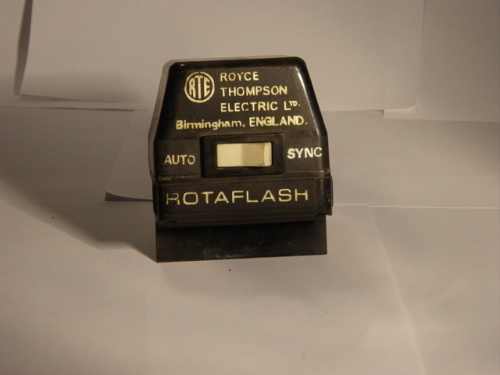 RTE
ROYCE
THOMPSON
ELECTRIC LTD.
Birmingham, ENGLAND.
AUTO SYNC
ROTAFLASH